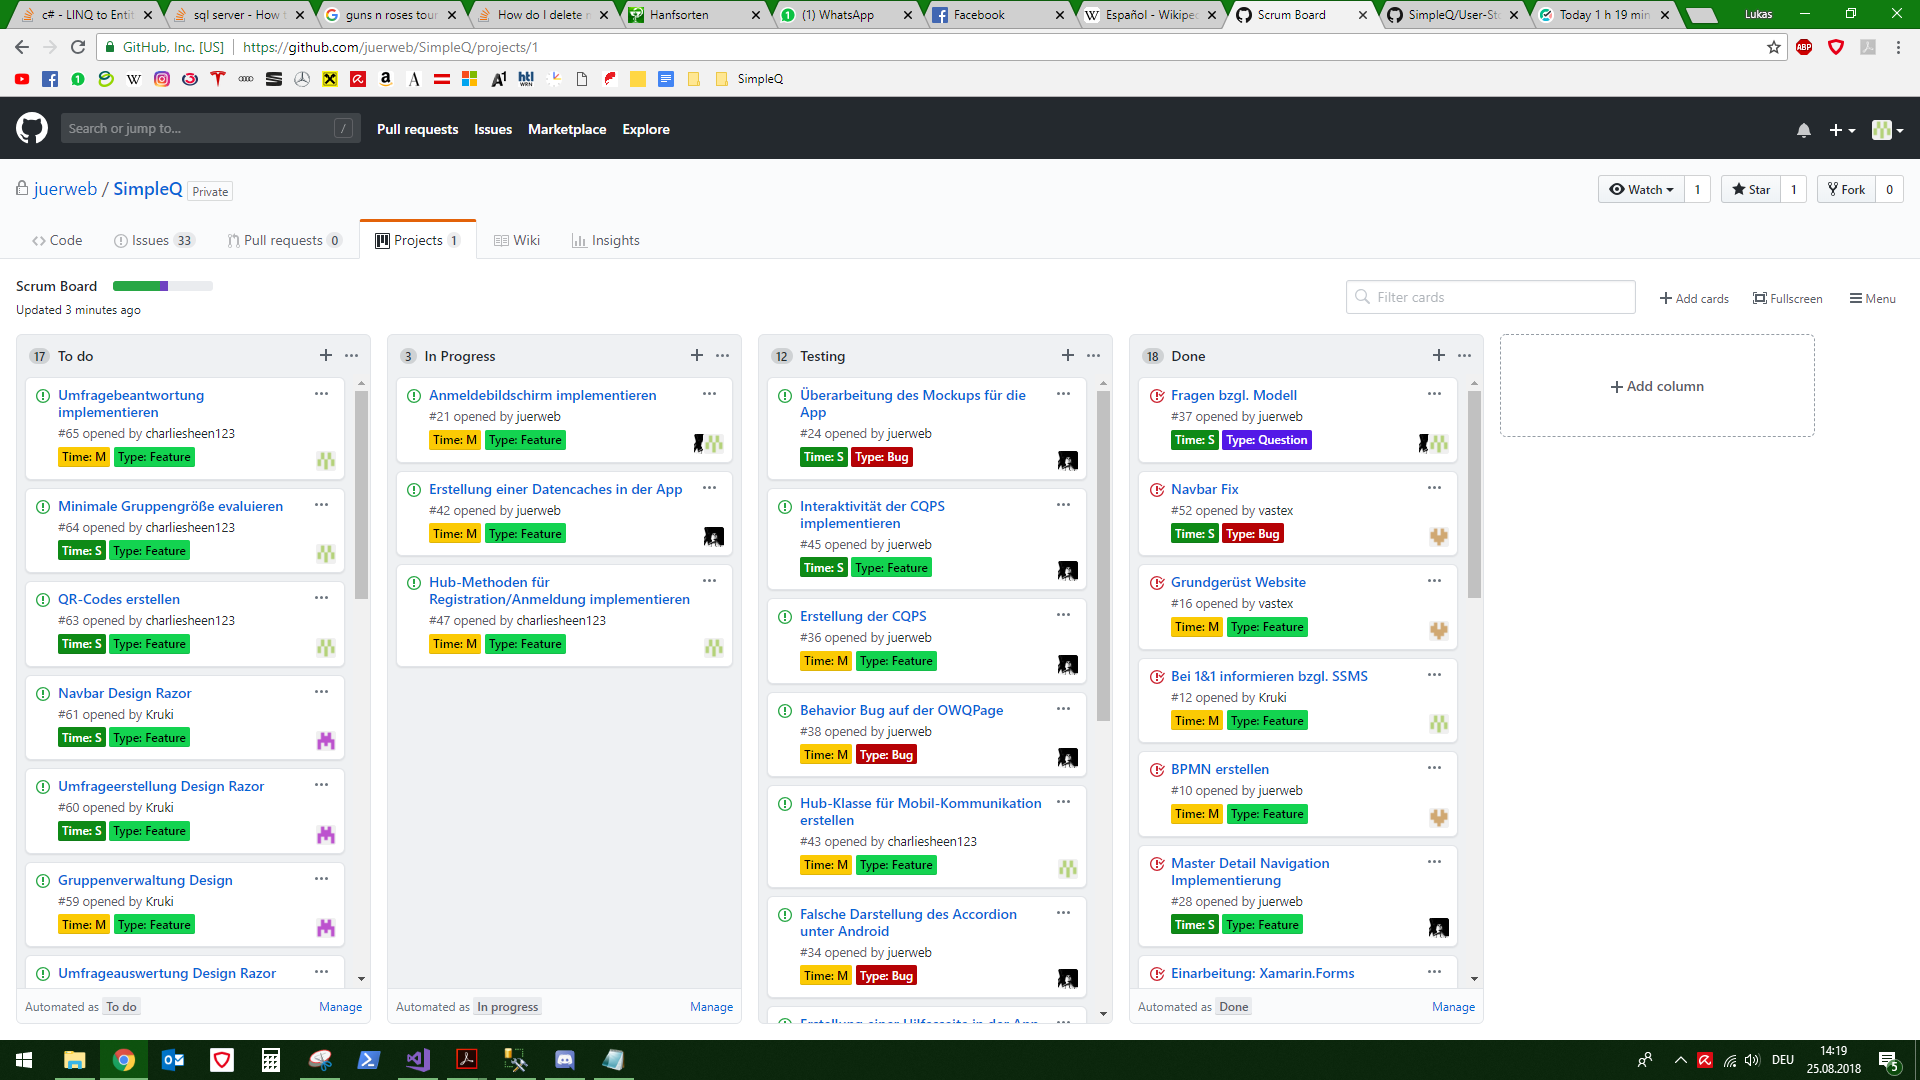 c# - LINQ to Entit
sql server - How t
guns n roses tour
How do I delete n
Hanfsorten
(1) WhatsApp
Facebook
Español - Wikiped
Scrum Board
SimpleQ/User-Sto
Today 1 h 19 min
Lukas
GitHub, Inc. [US]
https://github.com/juerweb/SimpleQ/projects/1
SimpleQ
Search or jump to...
/
Pull requests
Issues
Marketplace
Explore
juerweb / SimpleQ Private
Watch 1
Star 1
Fork 0
Code
Issues 33
Pull requests 0
Projects 1
Wiki
Insights
Scrum Board
Updated 3 minutes ago
Filter cards
Add cards
Fullscreen
Menu
17 To do
Umfragebeantwortung
implementieren
#65 opened by charliesheen123
Time: M Type: Feature
Minimale Gruppengröße evaluieren
#64 opened by charliesheen123
Time: S Type: Feature
QR-Codes erstellen
#63 opened by charliesheen123
Time: S Type: Feature
Navbar Design Razor
#61 opened by Kruki
Time: S Type: Feature
Umfrageerstellung Design Razor
#60 opened by Kruki
Time: S Type: Feature
Gruppenverwaltung Design
#59 opened by Kruki
Time: M Type: Feature
Umfrageauswertung Design Razor
Automated as To do
Manage
3 In Progress
Anmeldebildschirm implementieren
#21 opened by juerweb
Time: M Type: Feature
Erstellung einer Datencaches in der App
#42 opened by juerweb
Time: M Type: Feature
Hub-Methoden für
Registration/Anmeldung implementieren
#47 opened by charliesheen123
Time: M Type: Feature
Automated as In progress
Manage
12 Testing
Überarbeitung des Mockups für die
App
#24 opened by juerweb
Time: S Type: Bug
Interaktivität der CQPS
implementieren
#45 opened by juerweb
Time: S Type: Feature
Erstellung der CQPS
#36 opened by juerweb
Time: M Type: Feature
Behavior Bug auf der OWQPage
#38 opened by juerweb
Time: M Type: Bug
Hub-Klasse für Mobil-Kommunikation
erstellen
#43 opened by charliesheen123
Time: M Type: Feature
Falsche Darstellung des Accordion
unter Android
#34 opened by juerweb
Time: M Type: Bug
Erstellung einer Hilfeseite in der App
18 Done
Fragen bzgl. Modell
#37 opened by juerweb
Time: S Type: Question
Navbar Fix
#52 opened by vastex
Time: S Type: Bug
Grundgerüst Website
#16 opened by vastex
Time: M Type: Feature
Bei 1&1 informieren bzgl. SSMS
#12 opened by Kruki
Time: M Type: Feature
BPMN erstellen
#10 opened by juerweb
Time: M Type: Feature
Master Detail Navigation
Implementierung
#28 opened by juerweb
Time: S Type: Feature
Einarbeitung: Xamarin.Forms
Automated as Done
Manage
Add column
DEU
14:19
25.08.2018
5